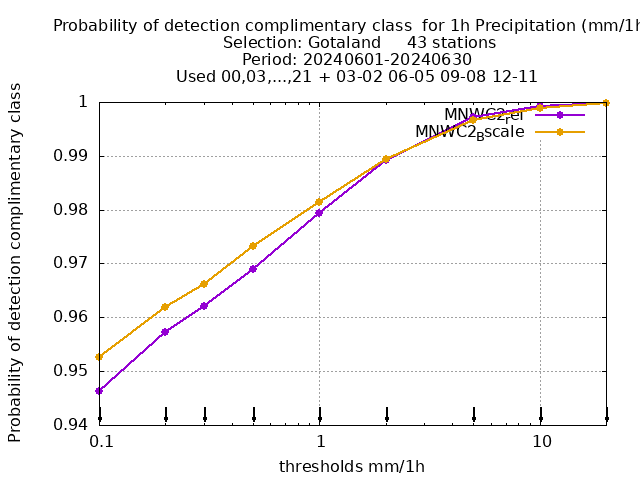 Probability of detection complimentary class for 1h Precipitation (mm/1h
Selection: Gotaland 43 stations
Period: 20240601-20240630
Used 00,03,...,21 + 03-02 06-05 09-08 12-11
Probability of detection complimentary class
1
0.99
0.98
0.97
0.96
0.95
0.94
MNWC2ref
MNWC2Bscale
0.1
1
10
thresholds mm/1h